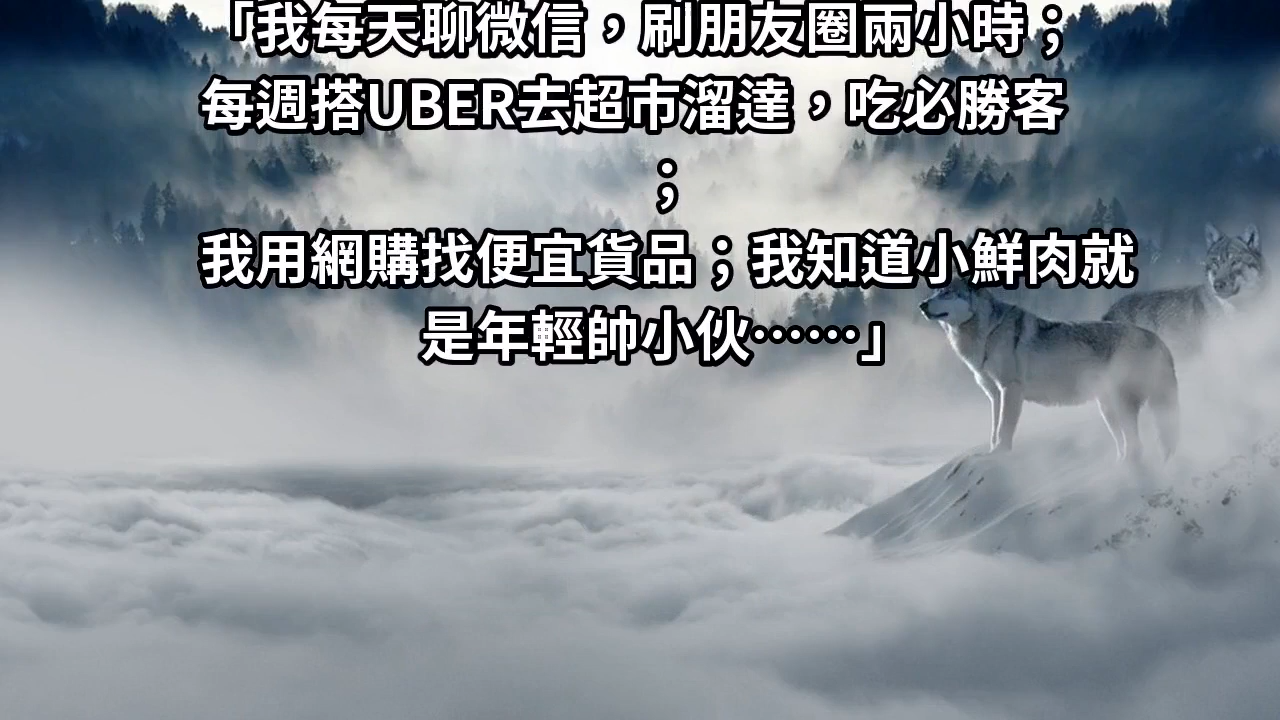 「我每天聊微信，刷朋友圈兩小時；
每週搭UBER去超市溜達，吃必勝客
；
我用網購找便宜貨品；我知道小鮮肉就
是年輕帥小伙……」